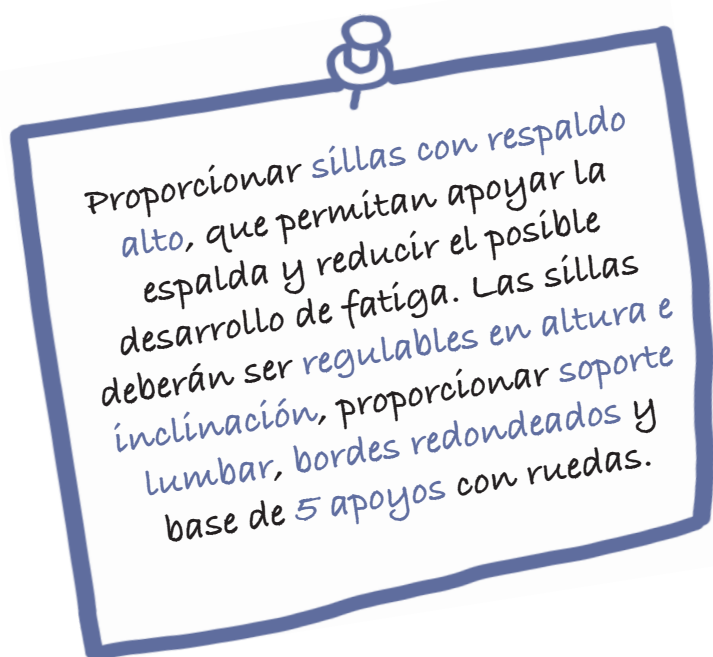 Proporcionar sillas con respaldo
alto, que permitan apoyar la
espalda y reducir el posible
desarrollo de fatiga. Las sillas
deberán ser regulables en altura e
inclinación, proporcionar soporte
lumbar, bordes redondeados y
base de 5 apoyos con ruedas.